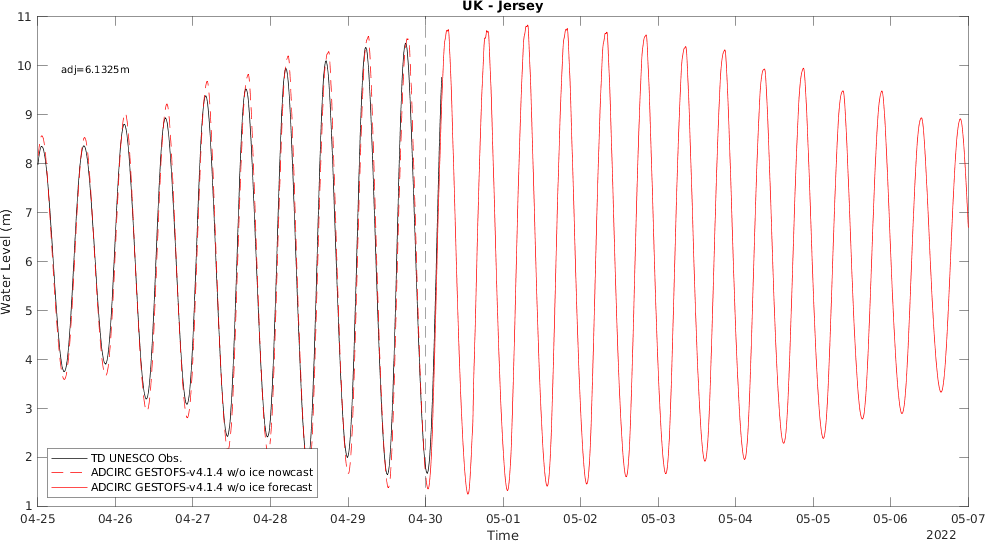 UK - Jersey
11
10
9
8
7
6
5
4
3
2
1
Water Level (m)
adj=6.1325m
TD UNESCO Obs.
ADCIRC GESTOFS-v4.1.4 w/o ice nowcast
ADCIRC GESTOFS-v4.1.4 w/o ice forecast
04-25 04-26 04-27 04-28 04-29 04-30 05-01 05-02 05-03 05-04 05-05 05-06 05-07
Time
2022